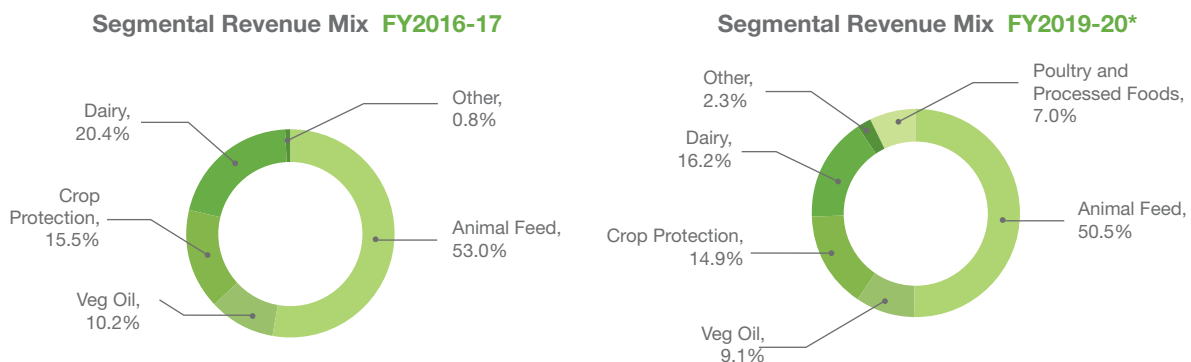 Segmental Revenue Mix FY2016-17
Other,
0.8%
Dairy,
20.4%
Crop
Protection,
15.5%
Animal Feed,
53.0%
Veg Oil,
10.2%
Segmental Revenue Mix FY2019-20*
Poultry and
Processed Foods,
7.0%
Other,
2.3%
Dairy,
16.2%
Animal Feed,
50.5%
Crop Protection,
14.9%
Veg Oil,
9.1%